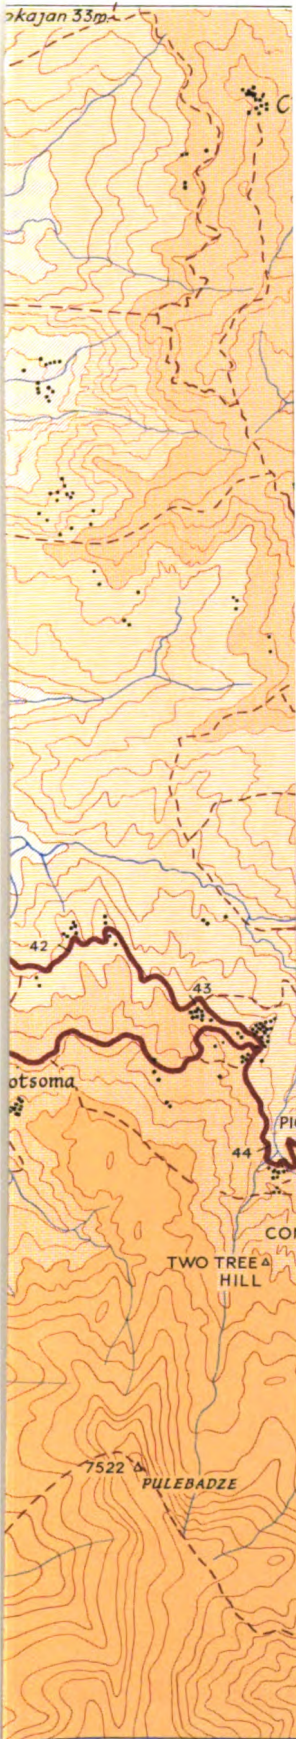 okajan 33m.
C
42
43
otsoma
PI
44
CO
TWO TREE
HILL
7522
PULEBADZE